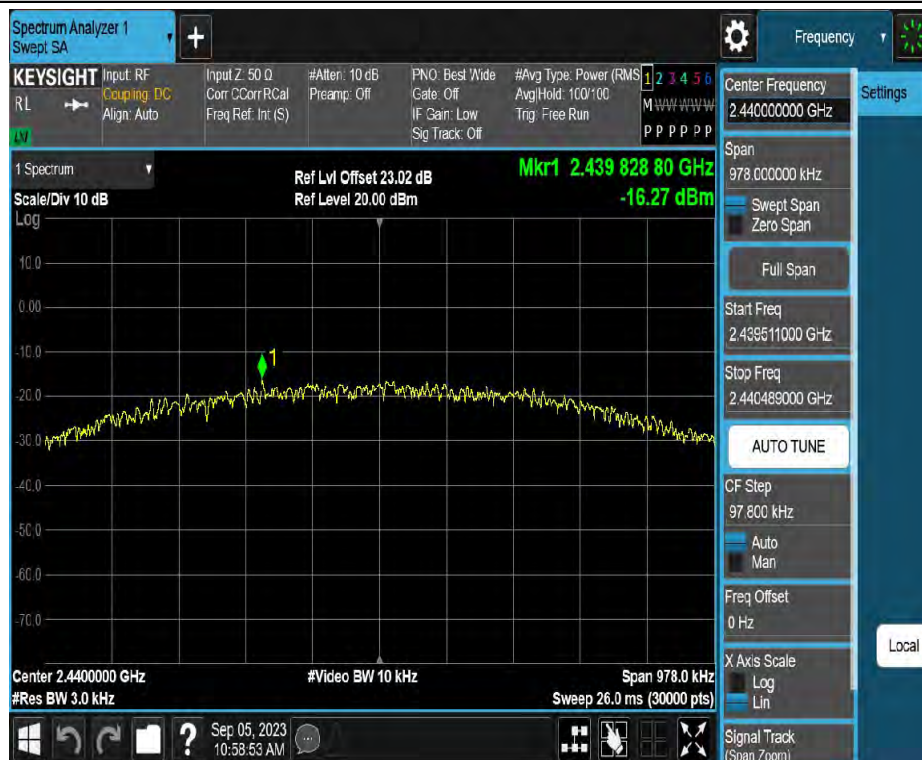 Spectrum Analyzer 1
Swept SA
+
Frequency
KEYSIGHT
RL
Input: RF
Coupling: DC
Align: Auto
Input Z: 50 Ω
Corr CCorr RCal
Freq Ref: Int (S)
#Atten: 10 dB
Preamp: Off
PNO: Best Wide
Gate: Off
IF Gain: Low
Sig Track: Off
#Avg Type: Power (RMS
Avg|Hold: 100/100
Trig: Free Run
1 2 3 4 5 6
M W W W W W
P P P P P P
1 Spectrum
Scale/Div 10 dB
Log
Ref Lvl Offset 23.02 dB
Ref Level 20.00 dBm
Mkr1 2.439 828 80 GHz
-16.27 dBm
10.0
0.00
-10.0
-20.0
-30.0
-40.0
-50.0
-60.0
-70.0
1
Center 2.4400000 GHz
#Res BW 3.0 kHz
#Video BW 10 kHz
Span 978.0 kHz
Sweep 26.0 ms (30000 pts)
Center Frequency
2.440000000 GHz
Settings
Span
978.000000 kHz
Swept Span
Zero Span
Full Span
Start Freq
2.439511000 GHz
Stop Freq
2.440489000 GHz
AUTO TUNE
CF Step
97.800 kHz
Auto
Man
Freq Offset
0 Hz
X Axis Scale
Log
Lin
Local
Signal Track
(Span Zoom)
?
Sep 05, 2023
10:58:53 AM